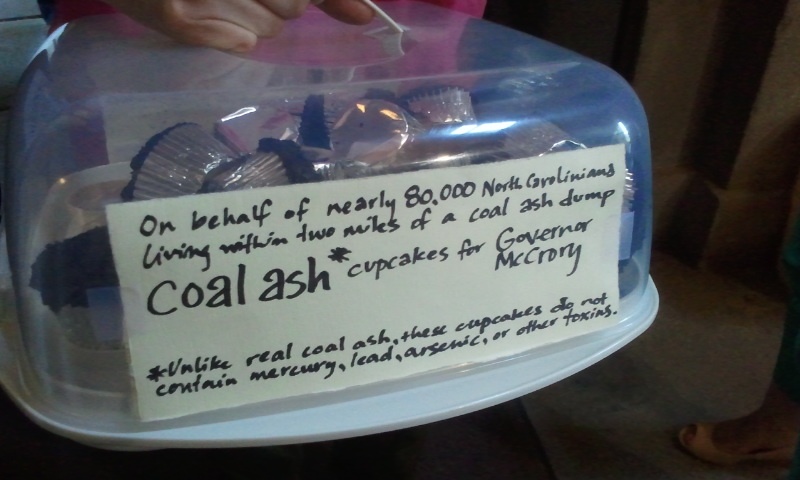 On behalf of nearly 80,000 North Carolinians
living within two miles of a coal ash dump
coal ash* cupcakes for Governor
McCrory
*Unlike real coal ash, these cupcakes do not
contain mercury, lead, arsenic, or other toxins.